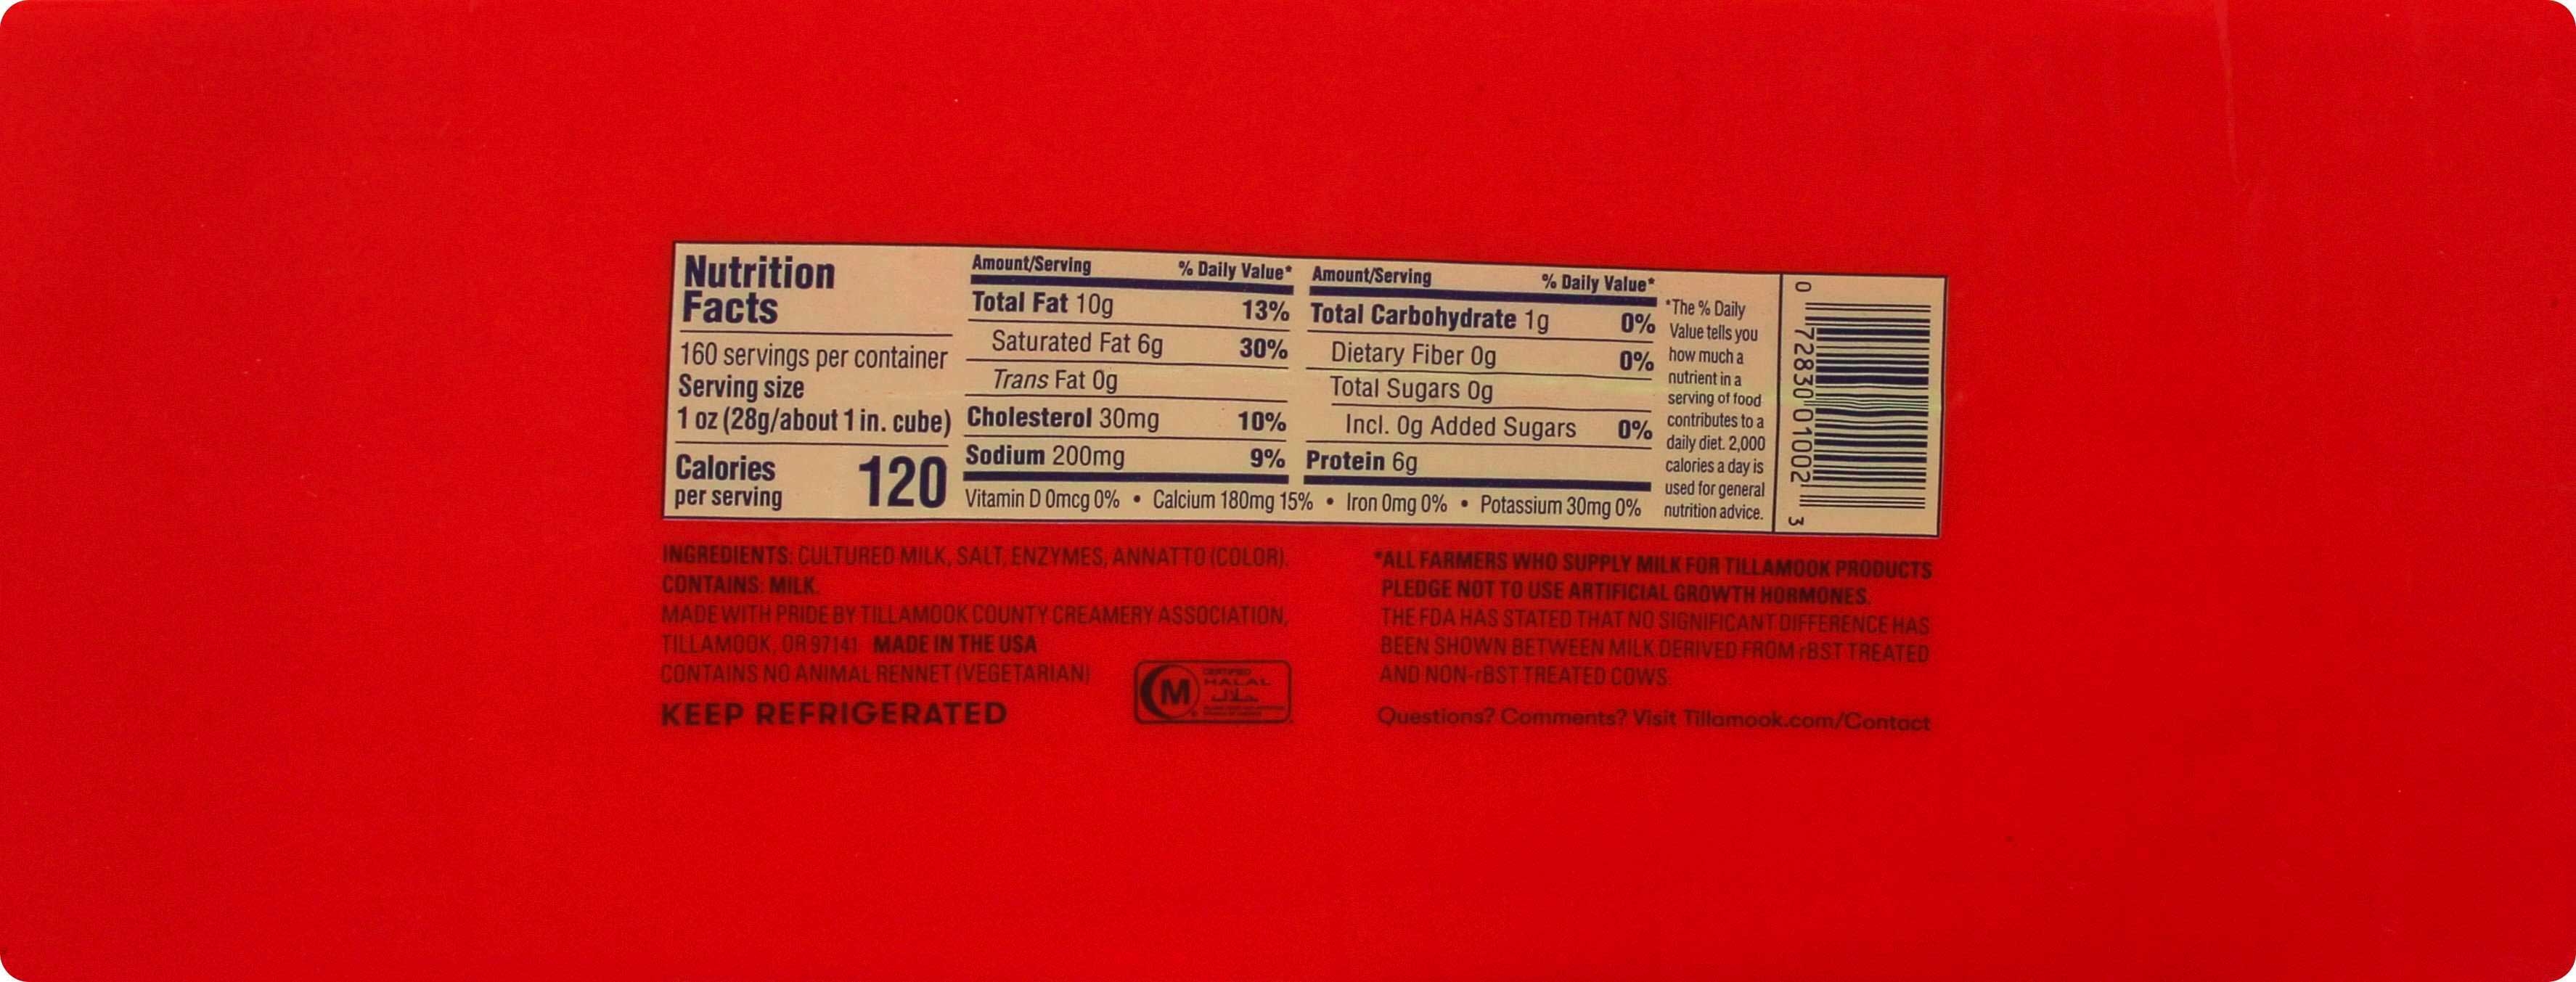 Nutrition
Facts
160 servings per container
Serving size
1 oz (28g/about 1 in. cube)
Calories
per serving
120
Amount/Serving % Daily Value*
Total Fat 10g 13%
Saturated Fat 6g 30%
Trans Fat 0g
Cholesterol 30mg 10%
Sodium 200mg 9%
Amount/Serving % Daily Value*
Total Carbohydrate 1g 0%
Dietary Fiber 0g 0%
Total Sugars 0g
Incl. 0g Added Sugars 0%
Protein 6g
Vitamin D 0mcg 0% • Calcium 180mg 15% • Iron 0mg 0% • Potassium 30mg 0%
*The % Daily
Value tells you
how much a
nutrient in a
serving of food
contributes to a
daily diet. 2,000
calories a day is
used for general
nutrition advice.
0 72830 01002 3
INGREDIENTS: CULTURED MILK, SALT, ENZYMES, ANNATTO (COLOR).
CONTAINS: MILK.
MADE WITH PRIDE BY TILLAMOOK COUNTY CREAMERY ASSOCIATION,
TILLAMOOK, OR 97141 MADE IN THE USA
CONTAINS NO ANIMAL RENNET (VEGETARIAN)
KEEP REFRIGERATED
M
CERTIFIED
HALAL
حلال
*ALL FARMERS WHO SUPPLY MILK FOR TILLAMOOK PRODUCTS
PLEDGE NOT TO USE ARTIFICIAL GROWTH HORMONES.
THE FDA HAS STATED THAT NO SIGNIFICANT DIFFERENCE HAS
BEEN SHOWN BETWEEN MILK DERIVED FROM rBST TREATED
AND NON-rBST TREATED COWS.
Questions? Comments? Visit Tillamook.com/Contact